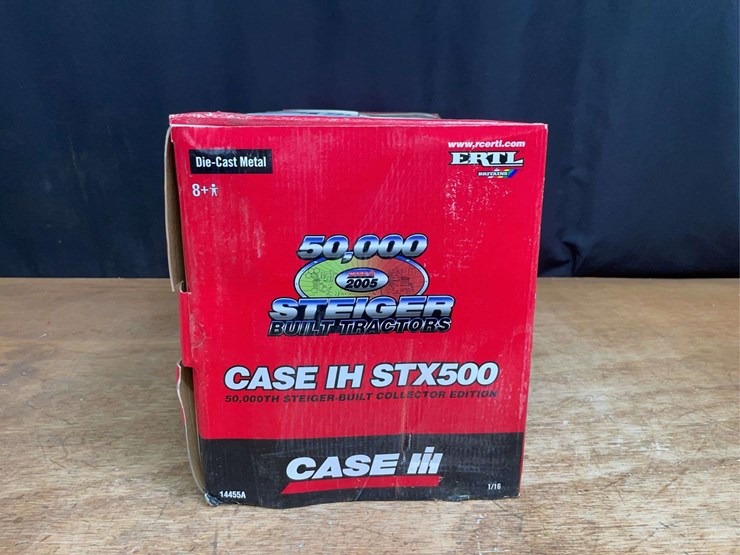 Die-Cast Metal
8+
www.rcertl.com
ERTL
BRITAINS
50,000
2005
STEIGER
BUILT TRACTORS
CASE IH STX500
50,000TH STEIGER-BUILT COLLECTOR EDITION
CASE IH
14455A
1/16